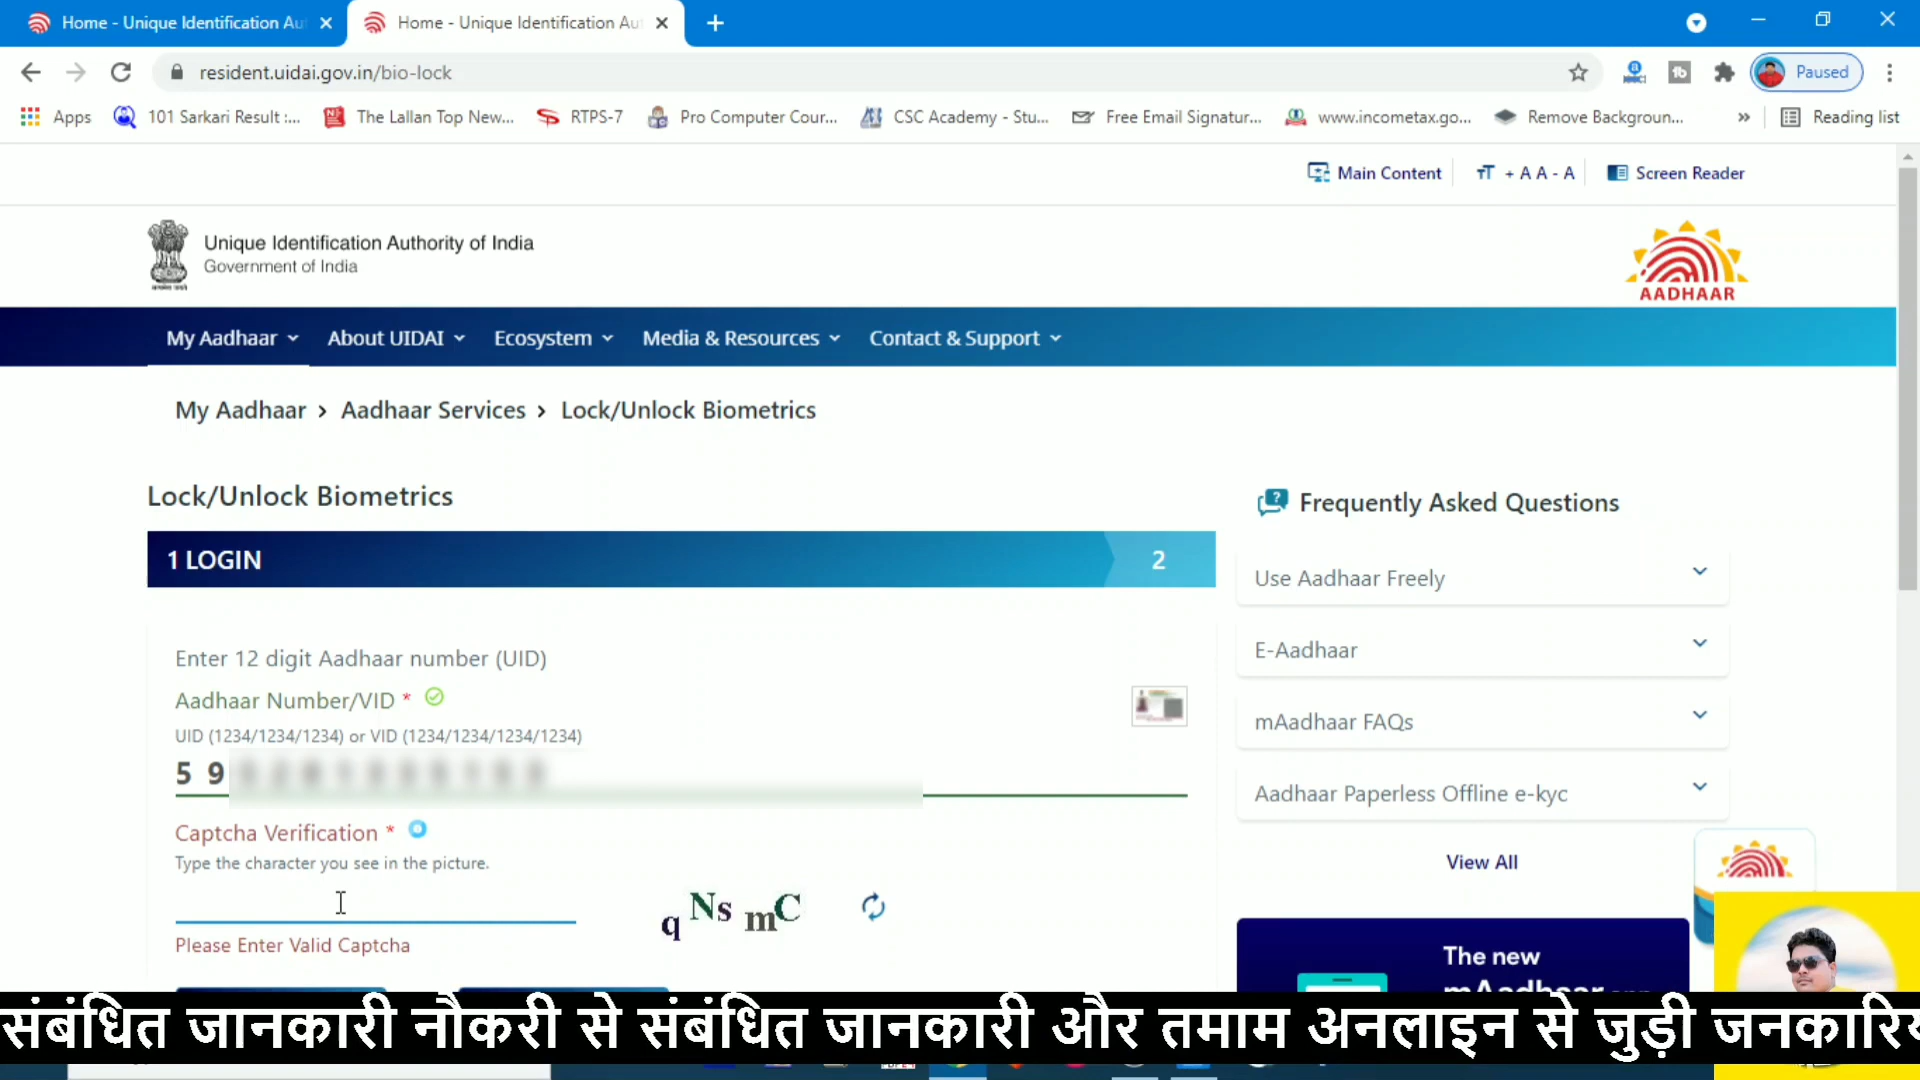 Home - Unique Identification Au
Home - Unique Identification Au
resident.uidai.gov.in/bio-lock
Paused
Apps
101 Sarkari Result :...
The Lallan Top New...
RTPS-7
Pro Computer Cour...
CSC Academy - Stu...
Free Email Signatur...
www.incometax.go...
Remove Backgroun...
Reading list
Main Content
+ A A - A
Screen Reader
Unique Identification Authority of India
Government of India
AADHAAR
My Aadhaar
About UIDAI
Ecosystem
Media & Resources
Contact & Support
My Aadhaar › Aadhaar Services › Lock/Unlock Biometrics
Lock/Unlock Biometrics
1 LOGIN
2
Enter 12 digit Aadhaar number (UID)
Aadhaar Number/VID *
UID (1234/1234/1234) or VID (1234/1234/1234/1234)
5 9
Captcha Verification *
Type the character you see in the picture.
qNsmC
Please Enter Valid Captcha
Frequently Asked Questions
Use Aadhaar Freely
E-Aadhaar
mAadhaar FAQs
Aadhaar Paperless Offline e-kyc
View All
The new
mAadhaar
संबंधित जानकारी नौकरी से संबंधित जानकारी और तमाम अनलाइन से जुड़ी जनकारिय